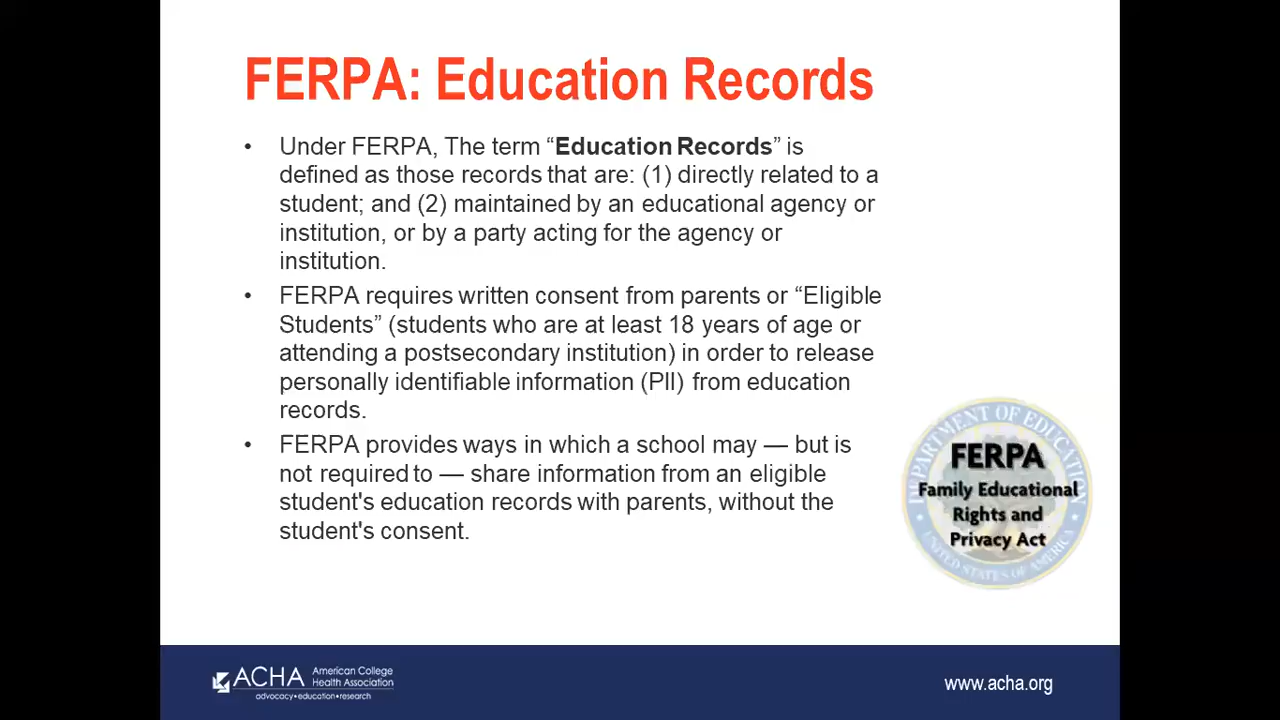 FERPA: Education Records
• Under FERPA, The term “Education Records” is
defined as those records that are: (1) directly related to a
student; and (2) maintained by an educational agency or
institution, or by a party acting for the agency or
institution.
• FERPA requires written consent from parents or “Eligible
Students” (students who are at least 18 years of age or
attending a postsecondary institution) in order to release
personally identifiable information (PII) from education
records.
• FERPA provides ways in which a school may — but is
not required to — share information from an eligible
student's education records with parents, without the
student's consent.
DEPARTMENT OF EDUCATION
FERPA
Family Educational
Rights and
Privacy Act
UNITED STATES OF AMERICA
ACHA
American College
Health Association
advocacy•education•research
www.acha.org